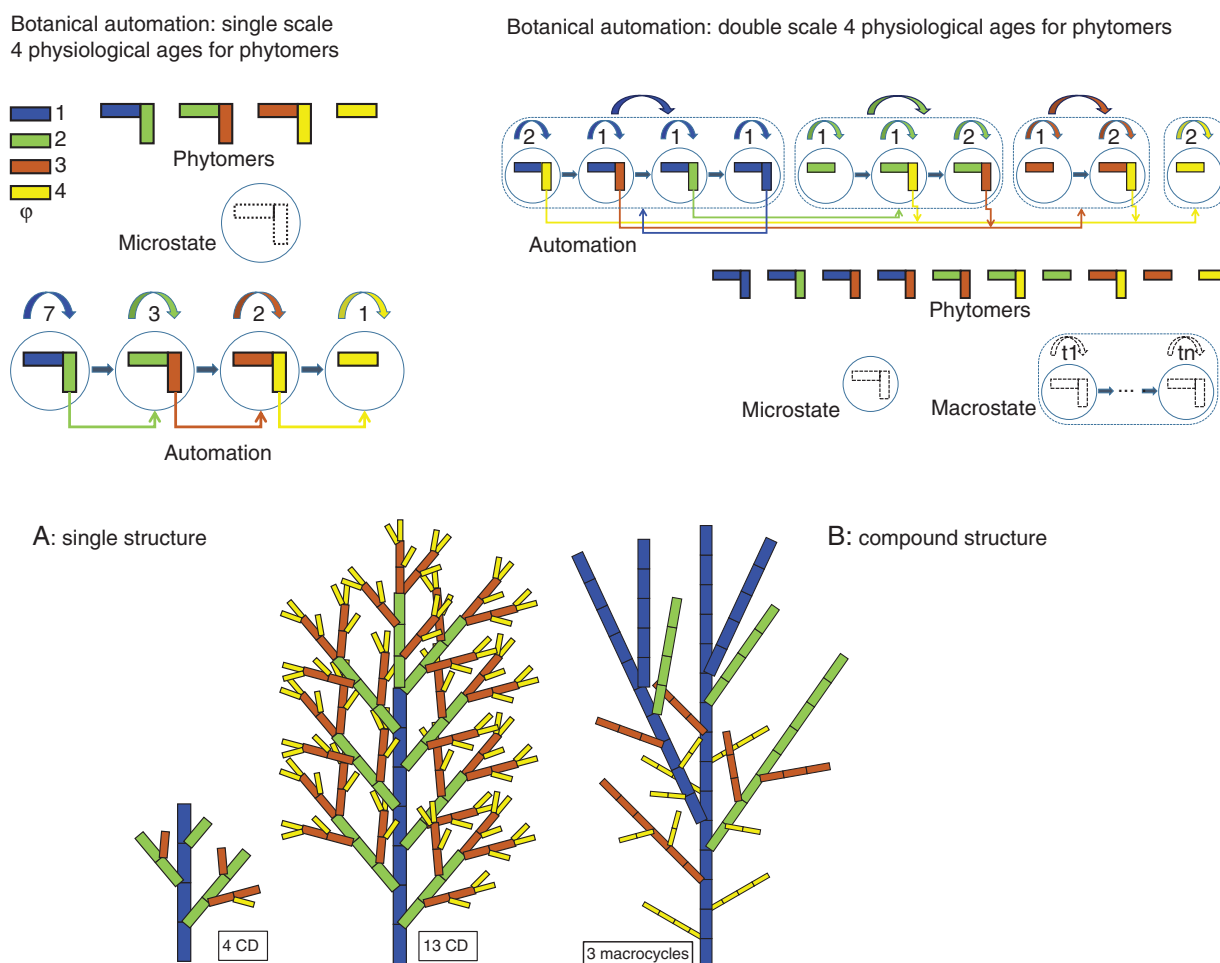 Botanical automation: single scale
4 physiological ages for phytomers
1
2
3
4
φ
Phytomers
Microstate
7 3 2 1
Automation
Botanical automation: double scale 4 physiological ages for phytomers
2 1 1 1 1 1 2 1 2 2
Automation
Phytomers
Microstate
Macrostate
t1 ... tn
A: single structure
B: compound structure
4 CD
13 CD
3 macrocycles